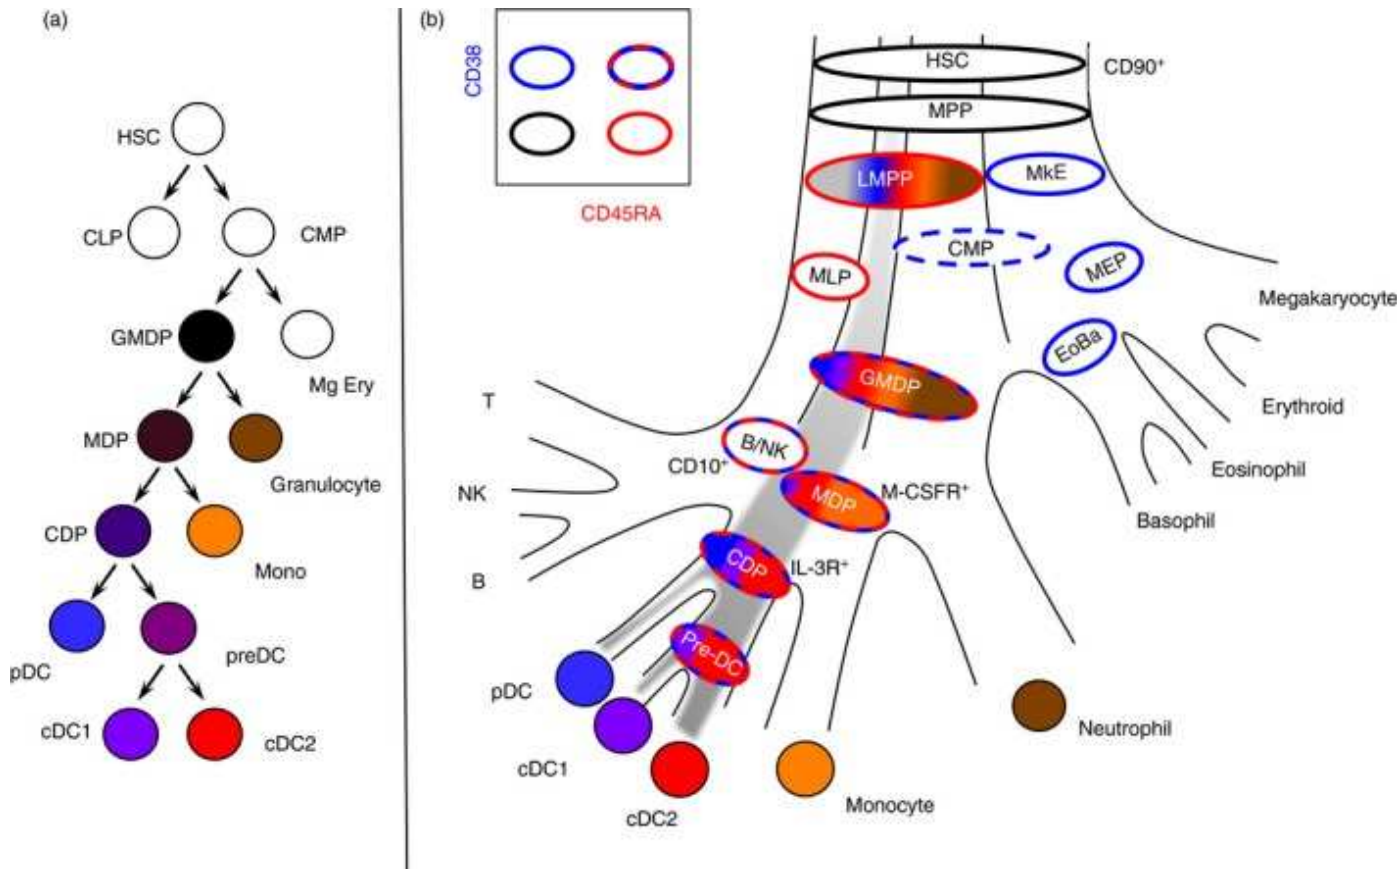 (a)
HSC
CLP
CMP
GMDP
Mg Ery
MDP
Granulocyte
CDP
Mono
pDC
preDC
cDC1
cDC2
(b)
CD38
CD45RA
HSC
CD90⁺
MPP
LMPP
MkE
CMP
MLP
MEP
Megakaryocyte
EoBa
GMDP
T
Erythroid
B/NK
CD10⁺
Eosinophil
NK
MDP
M-CSFR⁺
Basophil
CDP
IL-3R⁺
B
Pre-DC
pDC
Neutrophil
cDC1
Monocyte
cDC2